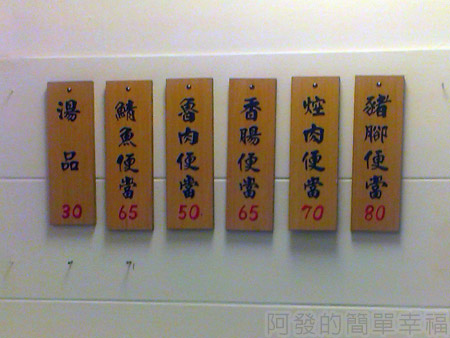 豬腳便當
80
焢肉便當
70
香腸便當
65
魯肉便當
50
鯖魚便當
65
湯品
30
阿發的簡單幸福